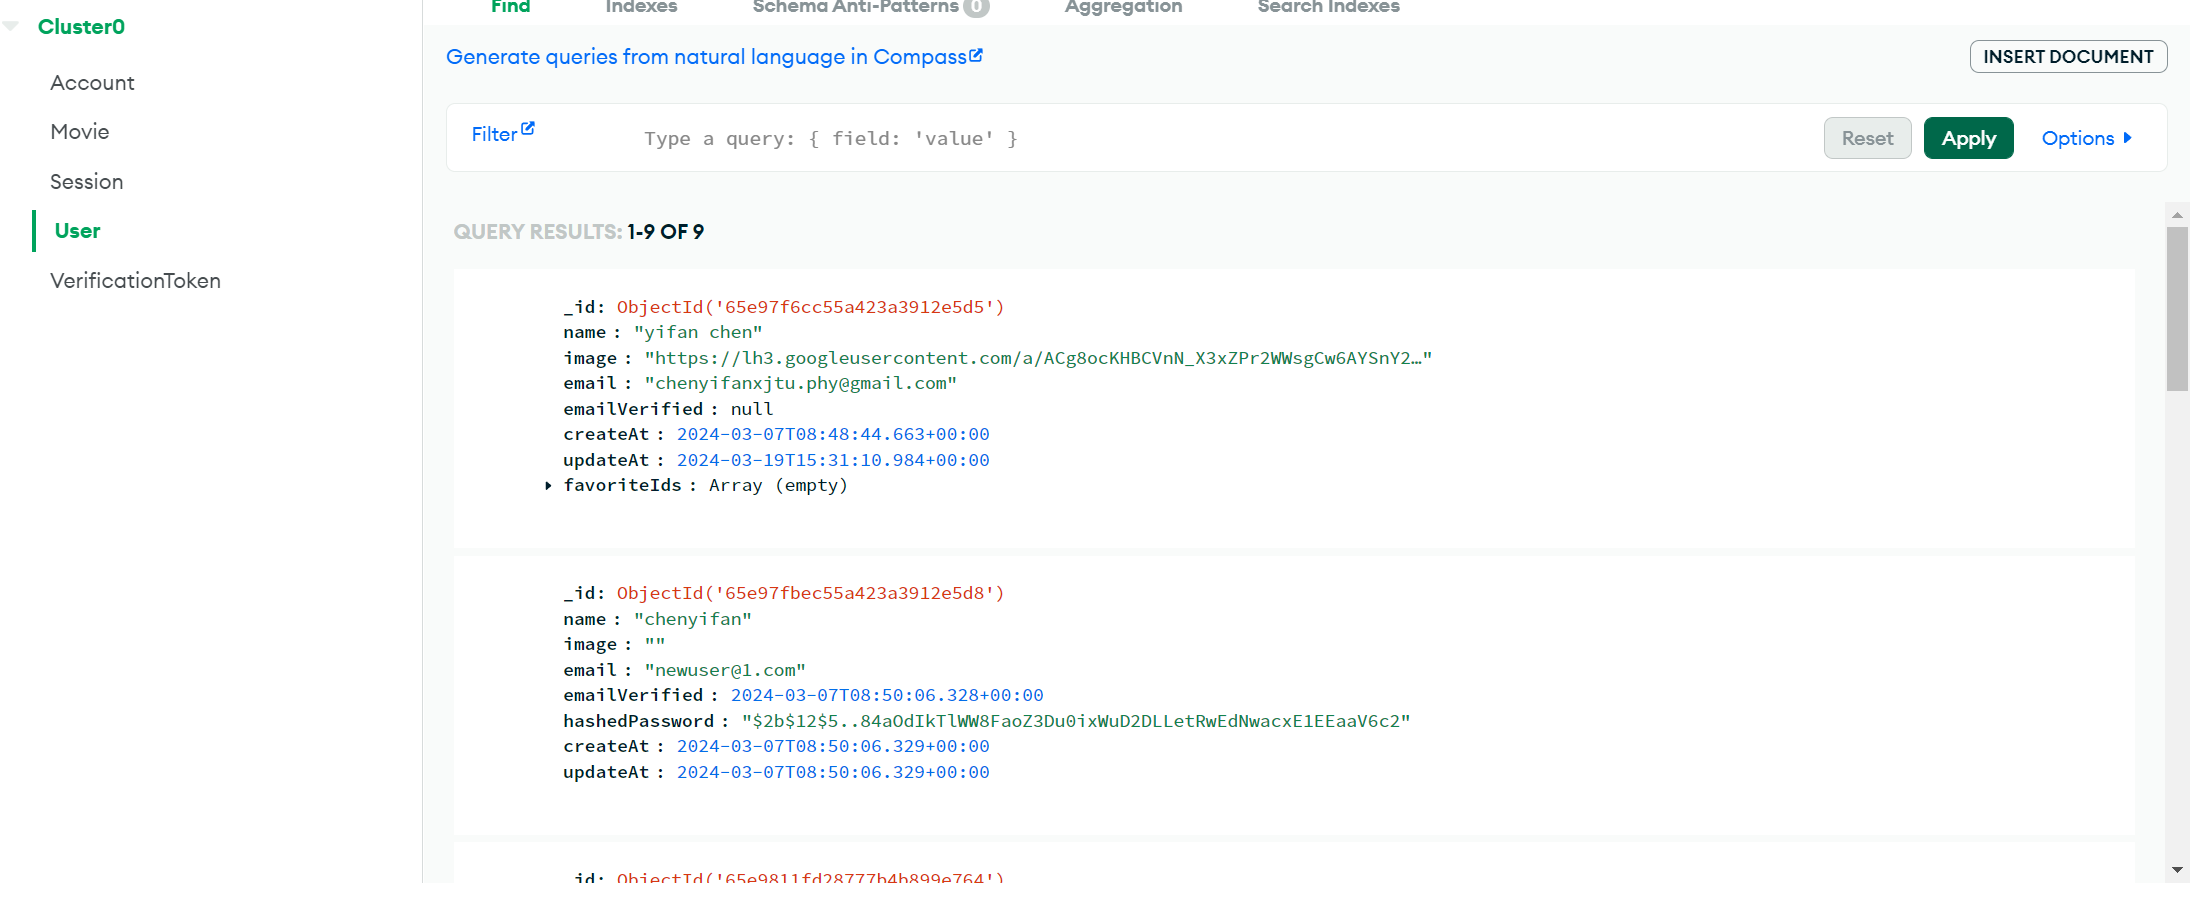 Cluster0
Account
Movie
Session
User
VerificationToken
Find Indexes Schema Anti-Patterns 0 Aggregation Search Indexes
Generate queries from natural language in Compass
INSERT DOCUMENT
Filter Type a query: { field: 'value' } Reset Apply Options
QUERY RESULTS: 1-9 OF 9
_id: ObjectId('65e97f6cc55a423a3912e5d5')
name : "yifan chen"
image : "https://lh3.googleusercontent.com/a/ACg8ocKHBCVnN_X3xZPr2WWsgCw6AYSnY2…"
email : "chenyifanxjtu.phy@gmail.com"
emailVerified : null
createAt : 2024-03-07T08:48:44.663+00:00
updateAt : 2024-03-19T15:31:10.984+00:00
favoriteIds : Array (empty)
_id: ObjectId('65e97fbec55a423a3912e5d8')
name : "chenyifan"
image : ""
email : "newuser@1.com"
emailVerified : 2024-03-07T08:50:06.328+00:00
hashedPassword : "$2b$12$5..84aOdIkTlWW8FaoZ3Du0ixWuD2DLLetRwEdNwacxE1EEaaV6c2"
createAt : 2024-03-07T08:50:06.329+00:00
updateAt : 2024-03-07T08:50:06.329+00:00
_id: ObjectId('65e9811fd28777b4b899e764')